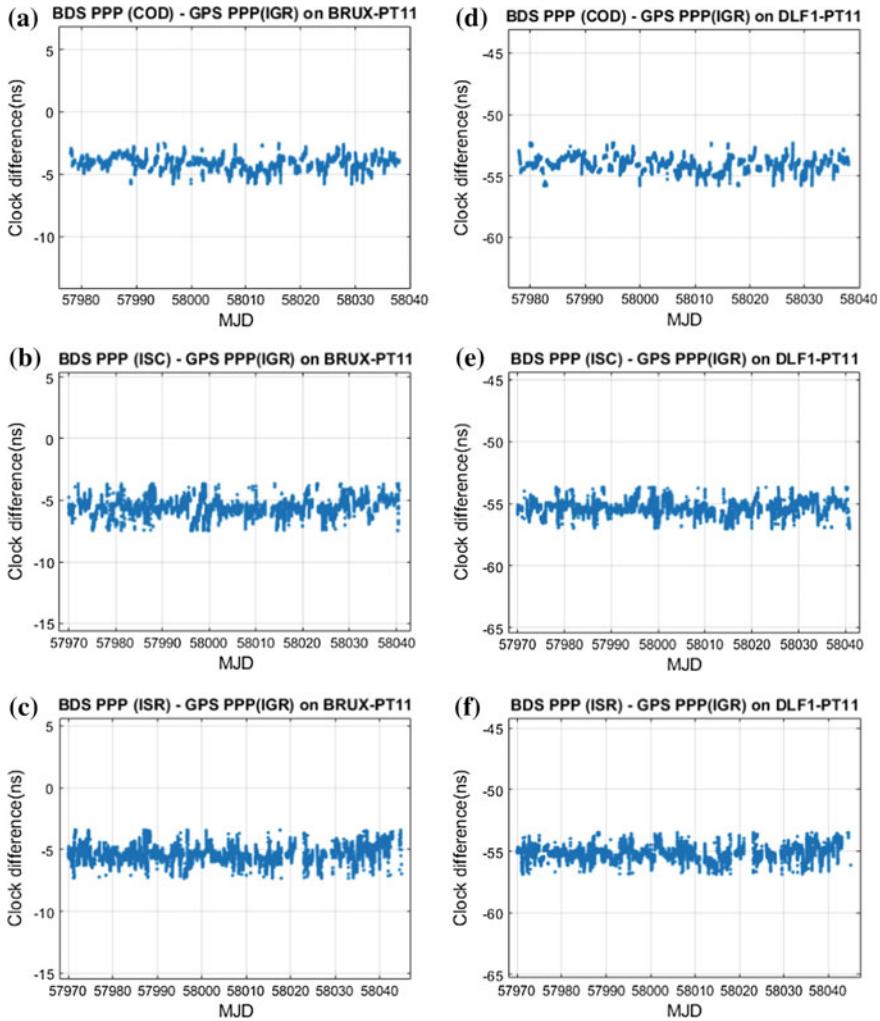 (a)
BDS PPP (COD) - GPS PPP(IGR) on BRUX-PT11
Clock difference(ns)
5
0
-5
-10
57980 57990 58000 58010 58020 58030 58040
MJD
(d)
BDS PPP (COD) - GPS PPP(IGR) on DLF1-PT11
Clock difference(ns)
-45
-50
-55
-60
57980 57990 58000 58010 58020 58030 58040
MJD
(b)
BDS PPP (ISC) - GPS PPP(IGR) on BRUX-PT11
Clock difference(ns)
5
0
-5
-10
-15
57970 57980 57990 58000 58010 58020 58030 58040
MJD
(e)
BDS PPP (ISC) - GPS PPP(IGR) on DLF1-PT11
Clock difference(ns)
-45
-50
-55
-60
-65
57970 57980 57990 58000 58010 58020 58030 58040
MJD
(c)
BDS PPP (ISR) - GPS PPP(IGR) on BRUX-PT11
Clock difference(ns)
5
0
-5
-10
-15
57970 57980 57990 58000 58010 58020 58030 58040
MJD
(f)
BDS PPP (ISR) - GPS PPP(IGR) on DLF1-PT11
Clock difference(ns)
-45
-50
-55
-60
-65
57970 57980 57990 58000 58010 58020 58030 58040
MJD